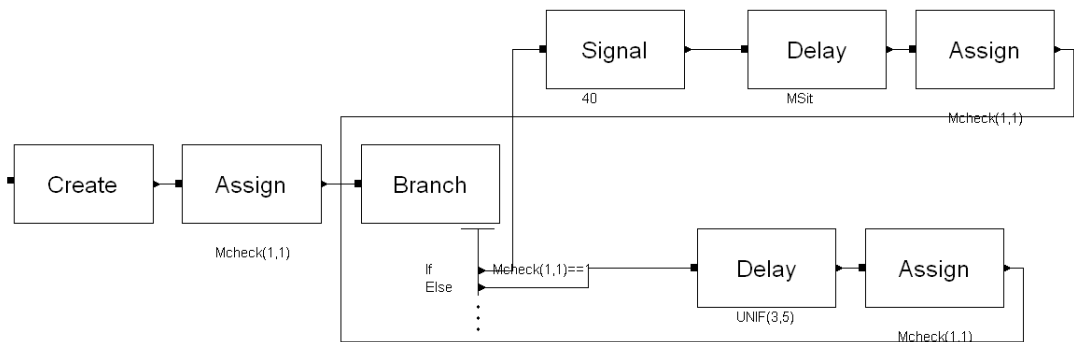 Signal
Delay
Assign
40
MSit
Mcheck(1,1)
Create
Assign
Branch
Mcheck(1,1)
If
Mcheck(1,1)==1
Else
Delay
Assign
UNIF(3,5)
Mcheck(1,1)